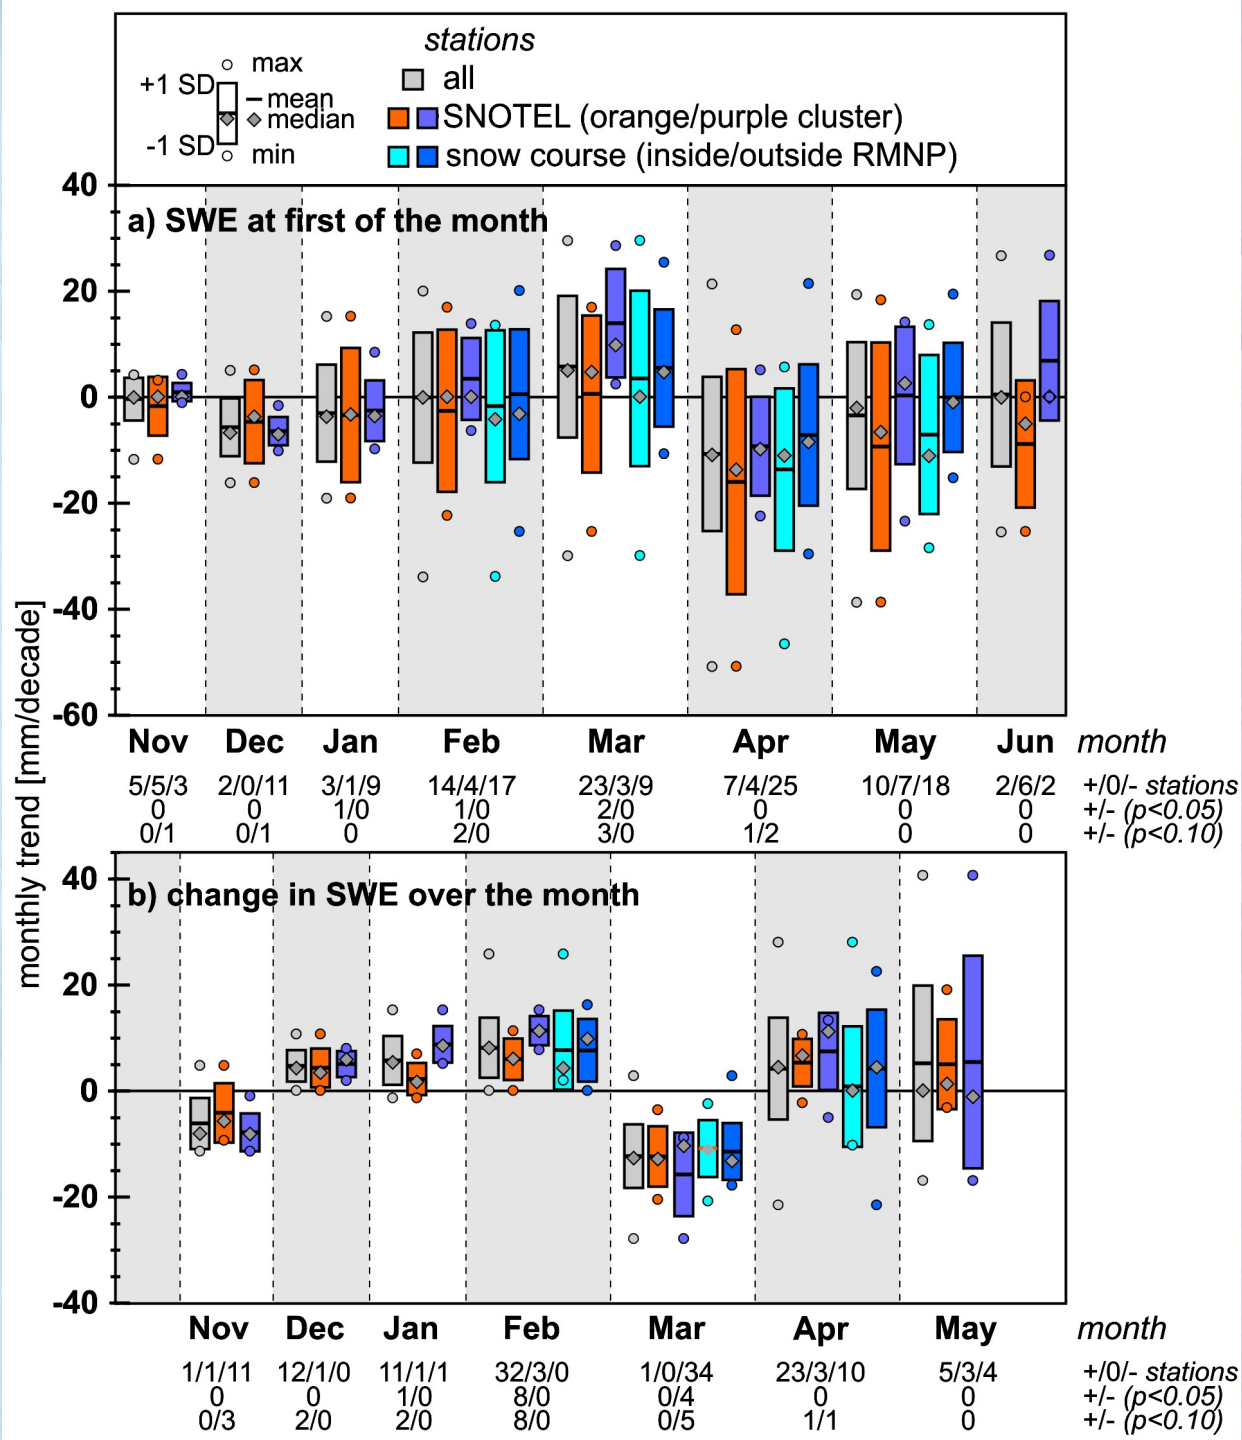 stations
max
+1 SD
mean
median
-1 SD
min
all
SNOTEL (orange/purple cluster)
snow course (inside/outside RMNP)
monthly trend [mm/decade]
a) SWE at first of the month
40
20
0
-20
-40
-60
Nov Dec Jan Feb Mar Apr May Jun month
5/5/3 2/0/11 3/1/9 14/4/17 23/3/9 7/4/25 10/7/18 2/6/2 +/0/- stations
0 0 1/0 1/0 2/0 0 0 0 +/- (p<0.05)
0/1 0/1 0 2/0 3/0 1/2 0 0 +/- (p<0.10)
b) change in SWE over the month
40
20
0
-20
-40
Nov Dec Jan Feb Mar Apr May month
1/1/11 12/1/0 11/1/1 32/3/0 1/0/34 23/3/10 5/3/4 +/0/- stations
0 0 1/0 8/0 0/4 0 0 +/- (p<0.05)
0/3 2/0 2/0 8/0 0/5 1/1 0 +/- (p<0.10)